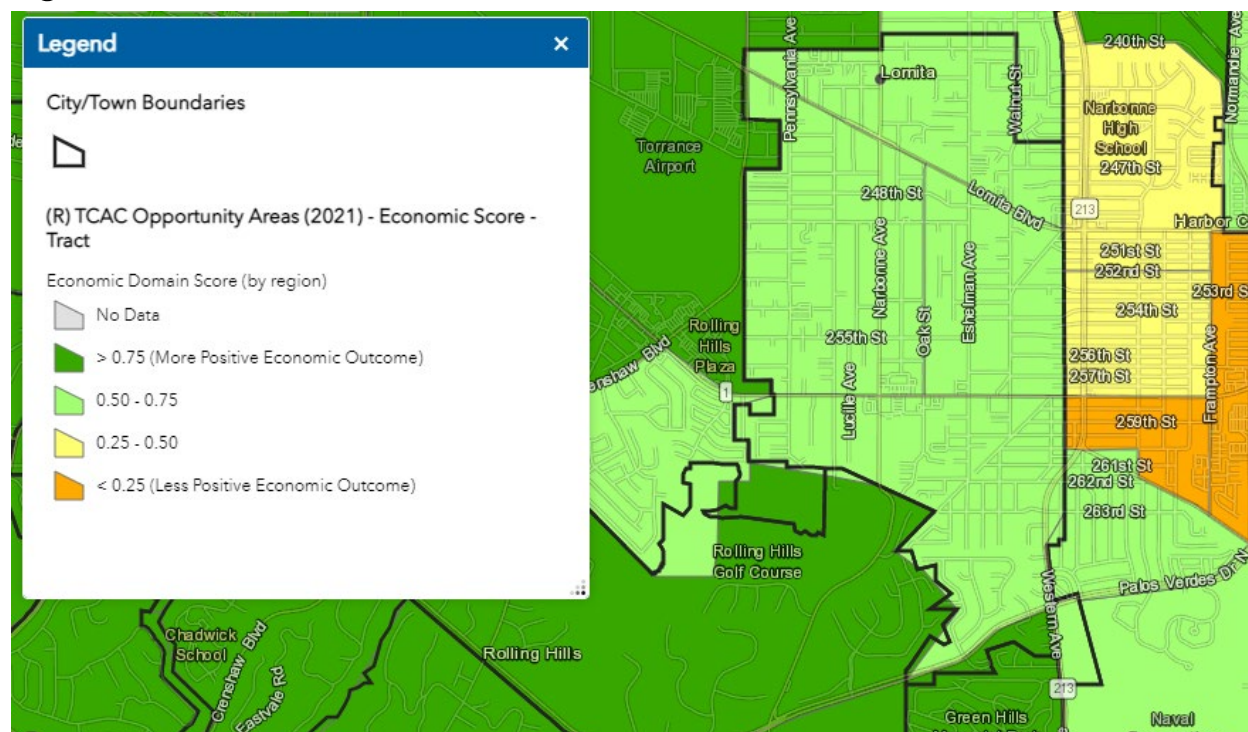 Legend
×
City/Town Boundaries
(R) TCAC Opportunity Areas (2021) - Economic Score -
Tract
Economic Domain Score (by region)
No Data
> 0.75 (More Positive Economic Outcome)
0.50 - 0.75
0.25 - 0.50
< 0.25 (Less Positive Economic Outcome)
Pennsylvania Ave
Lomita
Walnut St
240th St
Normandie Ave
Narbonne
High
School
247th St
Torrance
Airport
248th St
Lomita Blvd
213
Harbor C
251st St
252nd St
253rd S
254th St
Narbonne Ave
Oak St
Eshelman Ave
Rolling
Hills
Plaza
255th St
256th St
257th St
Frampton Ave
enshaw Blvd
1
Lucille Ave
259th St
261st St
262nd St
263rd St
Rolling Hills
Golf Course
Western Ave
Palos Verdes Dr N
Chadwick
School
Crenshaw Blvd
Eastvale Rd
Rolling Hills
213
Green Hills
Naval